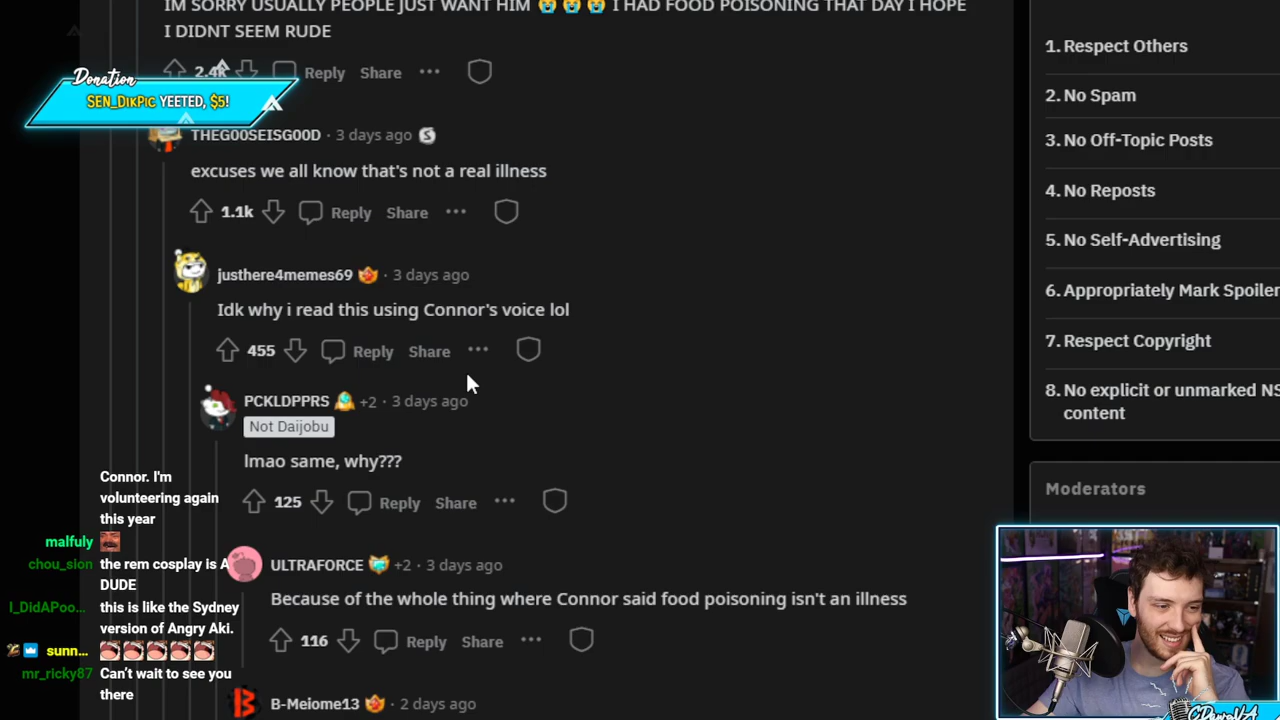 IM SORRY USUALLY PEOPLE JUST WANT HIM 😭 😭 😭 I HAD FOOD POISONING THAT DAY I HOPE
I DIDNT SEEM RUDE
2.4k Reply Share ···
Donation
SEN_DIKPIC YEETED, $5!
THEG00SEISG00D · 3 days ago S
excuses we all know that's not a real illness
1.1k Reply Share ···
justhere4memes69 · 3 days ago
Idk why i read this using Connor's voice lol
455 Reply Share ···
PCKLDPPRS +2 · 3 days ago
Not Daijobu
lmao same, why???
125 Reply Share ···
ULTRAFORCE +2 · 3 days ago
Because of the whole thing where Connor said food poisoning isn't an illness
116 Reply Share ···
B-Meiome13 · 2 days ago
Connor. I'm
volunteering again
this year
malfuly
chou_sion the rem cosplay is A
DUDE
I_DidAPoo... this is like the Sydney
version of Angry Aki.
sunn...
mr_ricky87 Can't wait to see you
there
1. Respect Others
2. No Spam
3. No Off-Topic Posts
4. No Reposts
5. No Self-Advertising
6. Appropriately Mark Spoiler
7. Respect Copyright
8. No explicit or unmarked NS
content
Moderators
CDawgVA